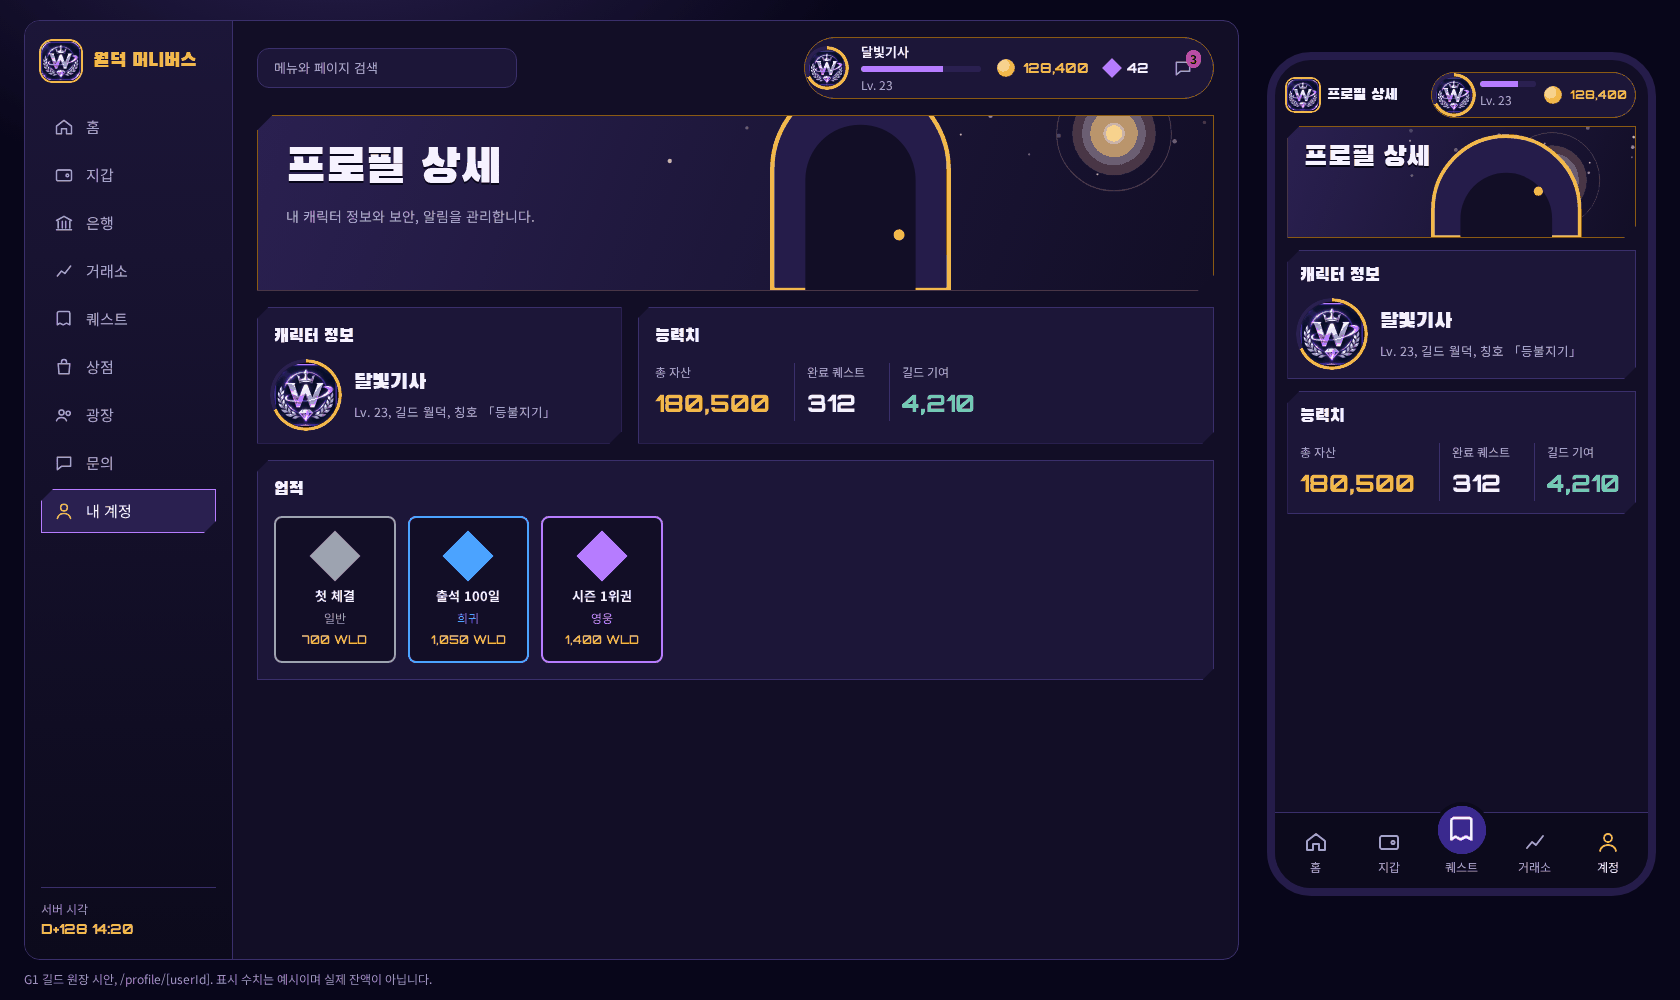 월덕 머니버스
홈
지갑
은행
거래소
퀘스트
상점
광장
문의
내 계정
서버 시각
D+128 14:20
메뉴와 페이지 검색
달빛기사
Lv. 23
128,400
42
3
프로필 상세
내 캐릭터 정보와 보안, 알림을 관리합니다.
캐릭터 정보
달빛기사
Lv. 23, 길드 월덕, 칭호 「등불지기」
능력치
총 자산
180,500
완료 퀘스트
312
길드 기여
4,210
업적
첫 체결
일반
700 WLD
출석 100일
희귀
1,050 WLD
시즌 1위권
영웅
1,400 WLD
프로필 상세
Lv. 23
128,400
프로필 상세
캐릭터 정보
달빛기사
Lv. 23, 길드 월덕, 칭호 「등불지기」
능력치
총 자산
180,500
완료 퀘스트
312
길드 기여
4,210
홈
지갑
퀘스트
거래소
계정
G1 길드 원장 시안, /profile/[userId]. 표시 수치는 예시이며 실제 잔액이 아닙니다.